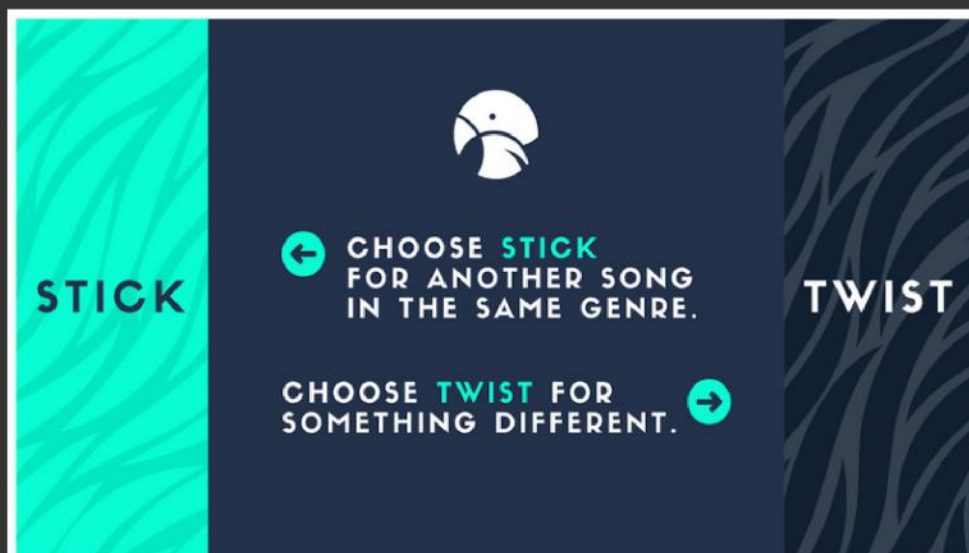 STICK
CHOOSE STICK
FOR ANOTHER SONG
IN THE SAME GENRE.
CHOOSE TWIST FOR
SOMETHING DIFFERENT.
TWIST